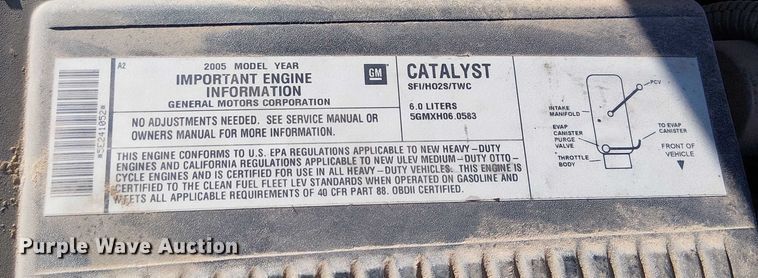 A2
2005 MODEL YEAR
IMPORTANT ENGINE
INFORMATION
GENERAL MOTORS CORPORATION
GM
NO ADJUSTMENTS NEEDED. SEE SERVICE MANUAL OR
OWNERS MANUAL FOR MORE INFORMATION.
THIS ENGINE CONFORMS TO U.S. EPA REGULATIONS APPLICABLE TO NEW HEAVY-DUTY
ENGINES AND CALIFORNIA REGULATIONS APPLICABLE TO NEW ULEV MEDIUM-DUTY OTTO-
CYCLE ENGINES AND IS CERTIFIED FOR USE IN ALL HEAVY-DUTY VEHICLES. THIS ENGINE IS
CERTIFIED TO THE CLEAN FUEL FLEET LEV STANDARDS WHEN OPERATED ON GASOLINE AND
MEETS ALL APPLICABLE REQUIREMENTS OF 40 CFR PART 88. OBDII CERTIFIED.
*5E241052*
CATALYST
SFI/HO2S/TWC
6.0 LITERS
5GMXH06.0583
PCV
INTAKE
MANIFOLD
EVAP
CANISTER
PURGE
VALVE
THROTTLE
BODY
TO EVAP
CANISTER
FRONT OF
VEHICLE
Purple Wave Auction